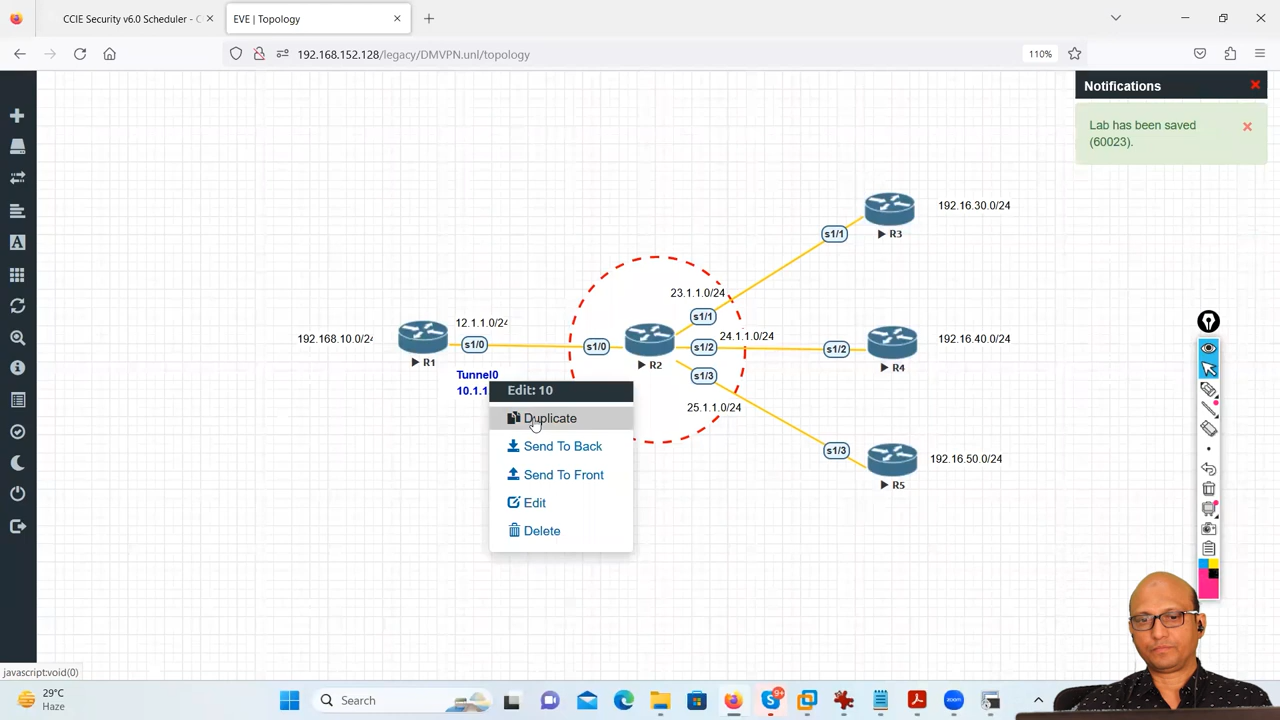 CCIE Security v6.0 Scheduler - C
EVE | Topology
192.168.152.128/legacy/DMVPN.unl/topology
110%
Notifications
Lab has been saved
(60023).
192.16.30.0/24
s1/1
R3
23.1.1.0/24
12.1.1.0/24
s1/1
192.168.10.0/24
24.1.1.0/24
192.16.40.0/24
s1/0
s1/0
s1/2
s1/2
R1
R2
R4
Tunnel0
s1/3
10.1.1
Edit: 10
25.1.1.0/24
Duplicate
Send To Back
s1/3
192.16.50.0/24
Send To Front
R5
Edit
Delete
javascript:void(0)
29°C
Haze
Search
9+
zoom